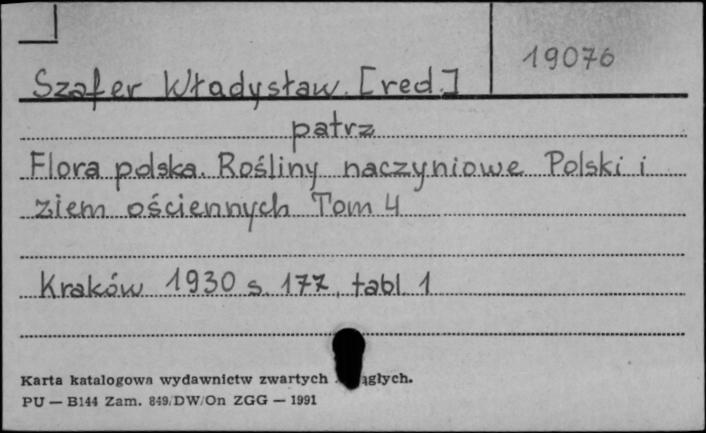 19076
Szafer Władysław. [red.]
patrz
Flora polska. Rośliny naczyniowe Polski i
ziem ościennych Tom 4
Kraków 1930 s. 177, tabl. 1
Karta katalogowa wydawnictw zwartych
PU — B144 Zam. 849/DW/On ZGG — 1991